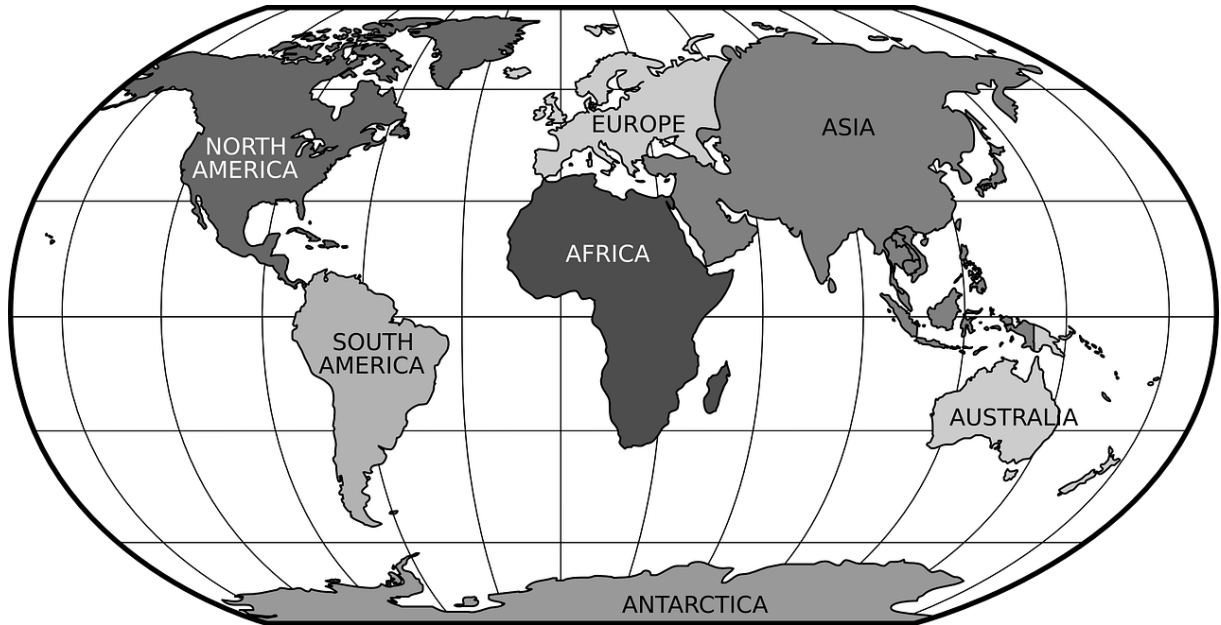 EUROPE
ASIA
NORTH
AMERICA
AFRICA
SOUTH
AMERICA
AUSTRALIA
ANTARCTICA